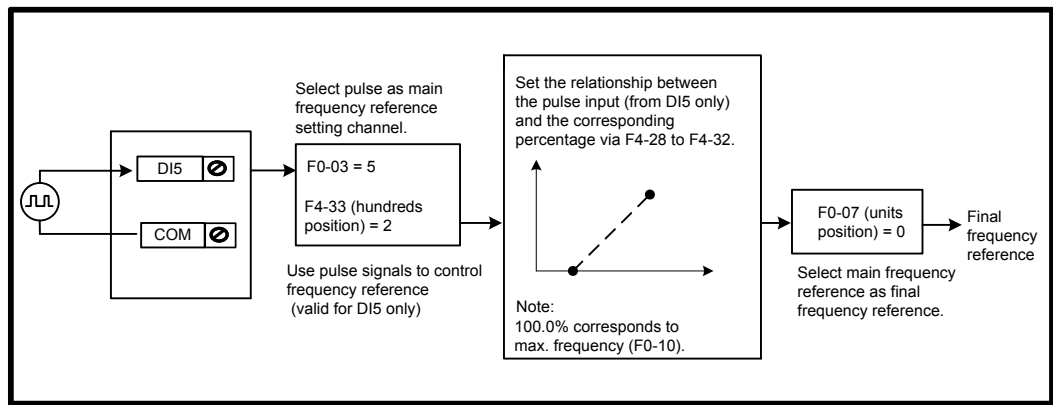 DI5
COM
Select pulse as main
frequency reference
setting channel.
F0-03 = 5
F4-33 (hundreds
position) = 2
Use pulse signals to control
frequency reference
(valid for DI5 only)
Set the relationship between
the pulse input (from DI5 only)
and the corresponding
percentage via F4-28 to F4-32.
Note:
100.0% corresponds to
max. frequency (F0-10).
F0-07 (units
position) = 0
Select main frequency
reference as final
frequency reference.
Final
frequency
reference